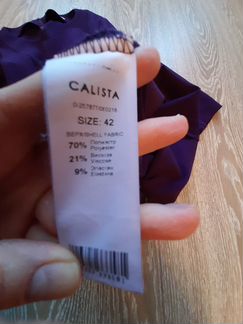 CALISTA
SIZE: 42
ВЕРХ/SHELL FABRIC
70% Полиэстер
Polyester
21% Вискоза
Viscose
9% Эластан
Elastane